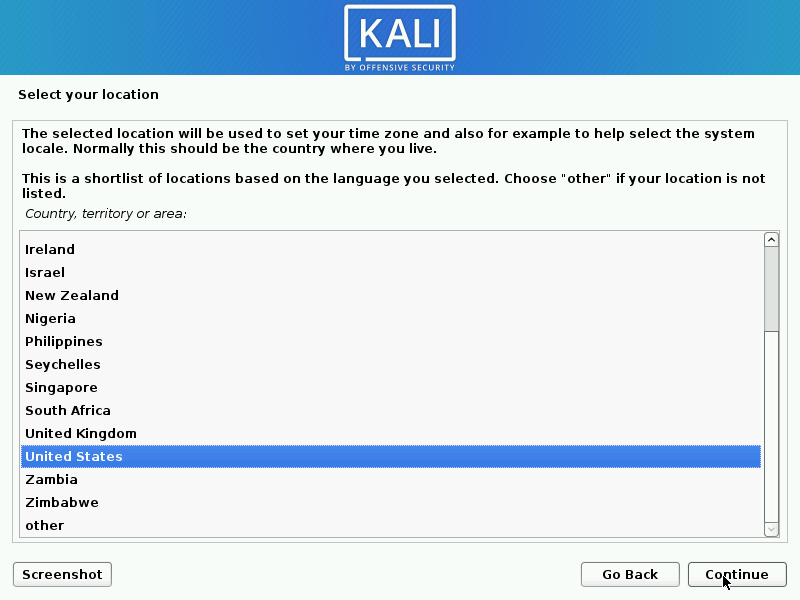 KALI
BY OFFENSIVE SECURITY
Select your location
The selected location will be used to set your time zone and also for example to help select the system
locale. Normally this should be the country where you live.
This is a shortlist of locations based on the language you selected. Choose "other" if your location is not
listed.
Country, territory or area:
Ireland
Israel
New Zealand
Nigeria
Philippines
Seychelles
Singapore
South Africa
United Kingdom
United States
Zambia
Zimbabwe
other
Screenshot
Go Back
Continue